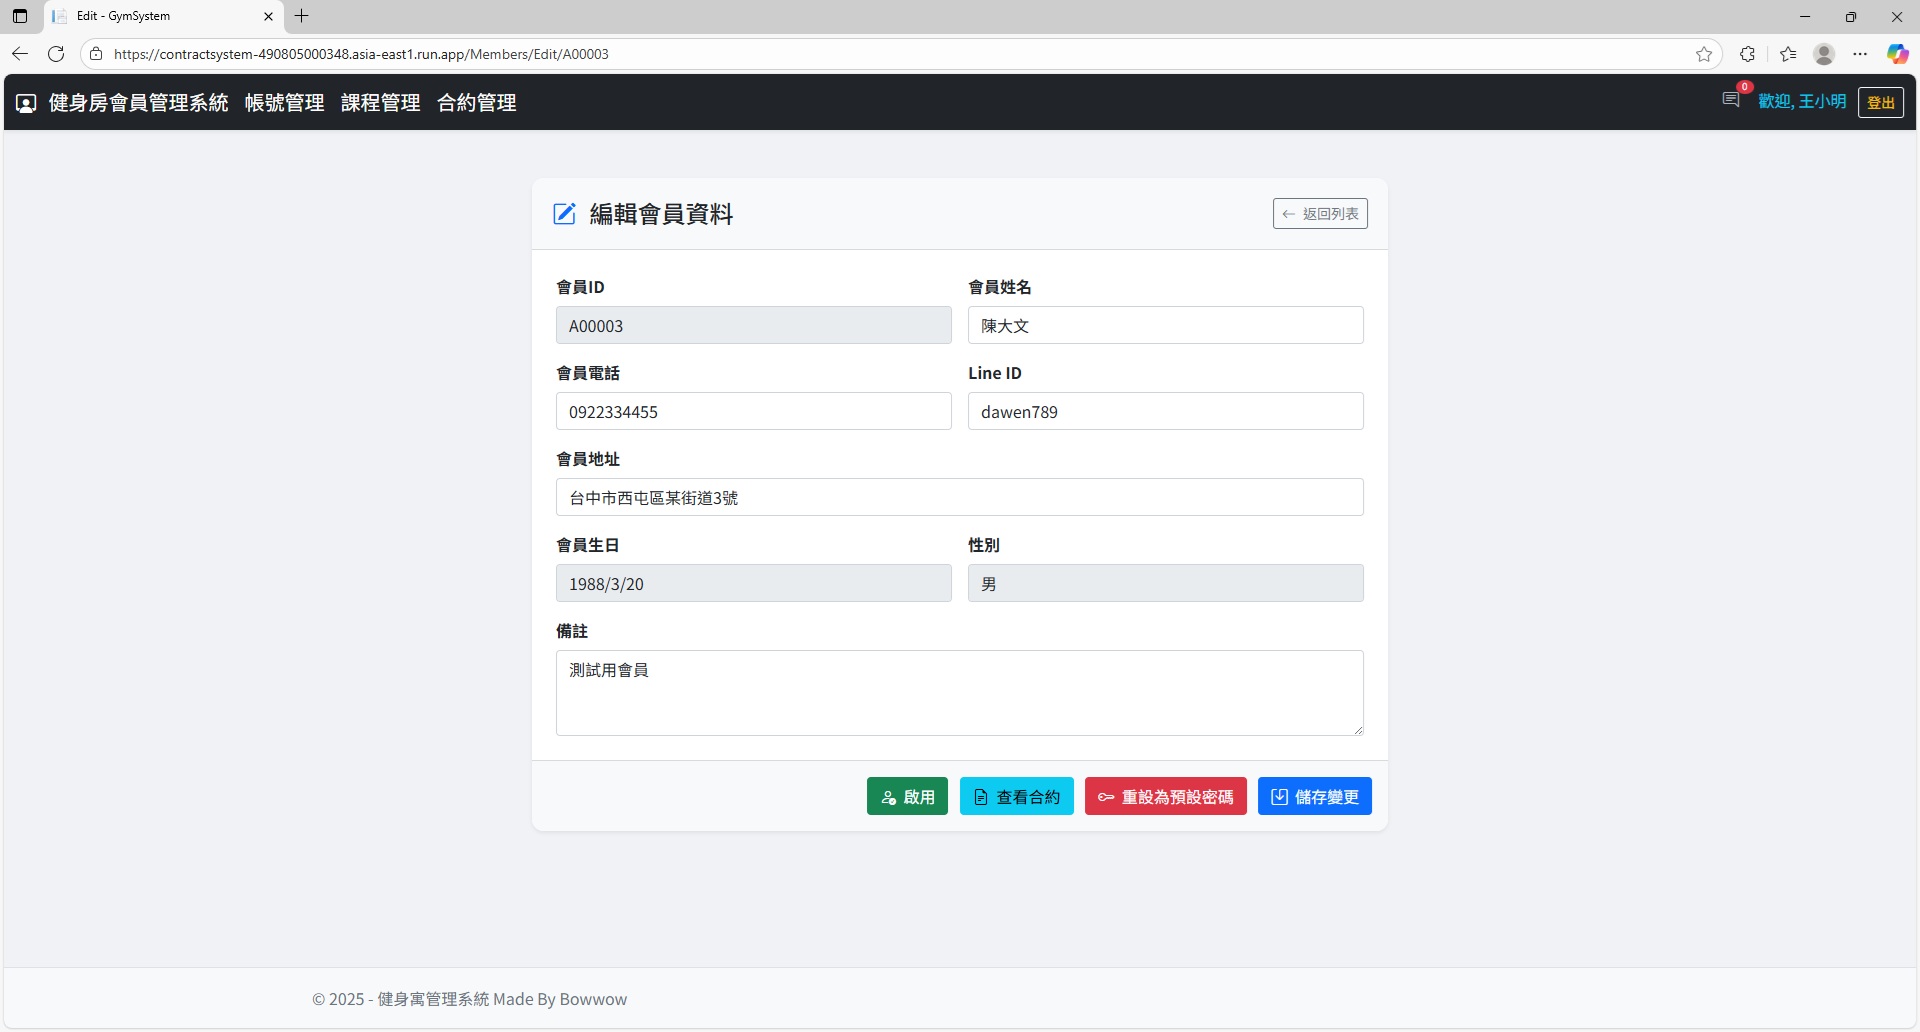 Edit - GymSystem
https://contractsystem-490805000348.asia-east1.run.app/Members/Edit/A00003
健身房會員管理系統 帳號管理 課程管理 合約管理
0
歡迎, 王小明
登出
編輯會員資料
← 返回列表
會員ID
會員姓名
A00003
陳大文
會員電話
Line ID
0922334455
dawen789
會員地址
台中市西屯區某街道3號
會員生日
性別
1988/3/20
男
備註
測試用會員
啟用
查看合約
重設為預設密碼
儲存變更
© 2025 - 健身寓管理系統 Made By Bowwow